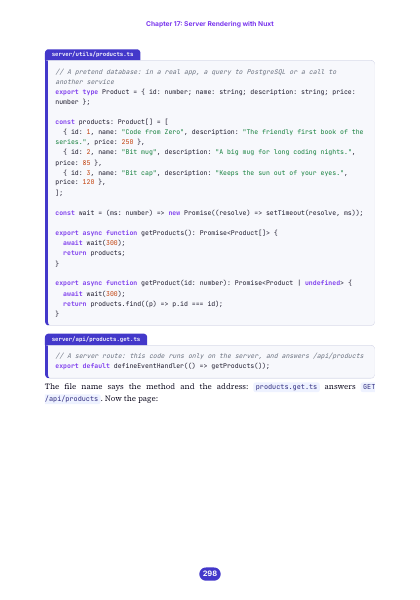 Chapter 17: Server Rendering with Nuxt
server/utils/products.ts
// A pretend database: in a real app, a query to PostgreSQL or a call to
another service
export type Product = { id: number; name: string; description: string; price:
number };
const products: Product[] = [
{ id: 1, name: "Code from Zero", description: "The friendly first book of the
series.", price: 250 },
{ id: 2, name: "Bit mug", description: "A big mug for long coding nights.",
price: 85 },
{ id: 3, name: "Bit cap", description: "Keeps the sun out of your eyes.",
price: 120 },
];
const wait = (ms: number) => new Promise((resolve) => setTimeout(resolve, ms));
export async function getProducts(): Promise<Product[]> {
await wait(300);
return products;
}
export async function getProduct(id: number): Promise<Product | undefined> {
await wait(300);
return products.find((p) => p.id === id);
}
server/api/products.get.ts
// A server route: this code runs only on the server, and answers /api/products
export default defineEventHandler(() => getProducts());
The file name says the method and the address: products.get.ts answers GET
/api/products. Now the page:
298